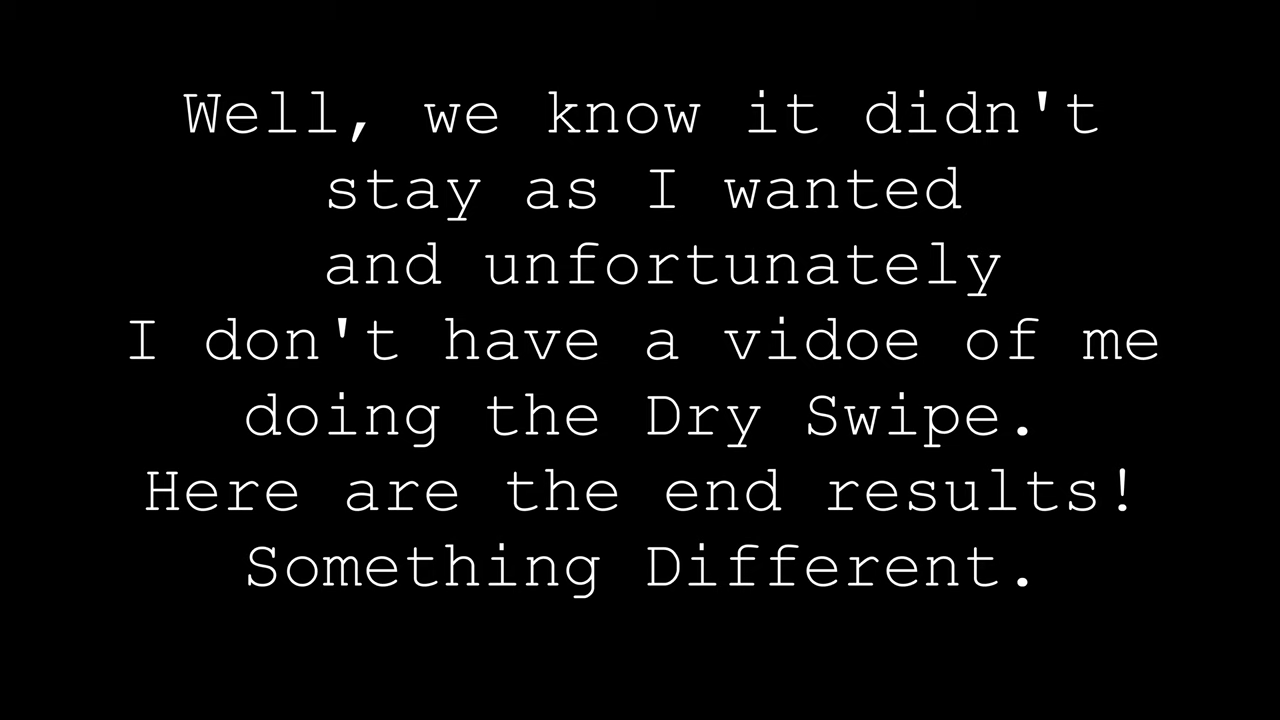 Well, we know it didn't
stay as I wanted
and unfortunately
I don't have a vidoe of me
doing the Dry Swipe.
Here are the end results!
Something Different.